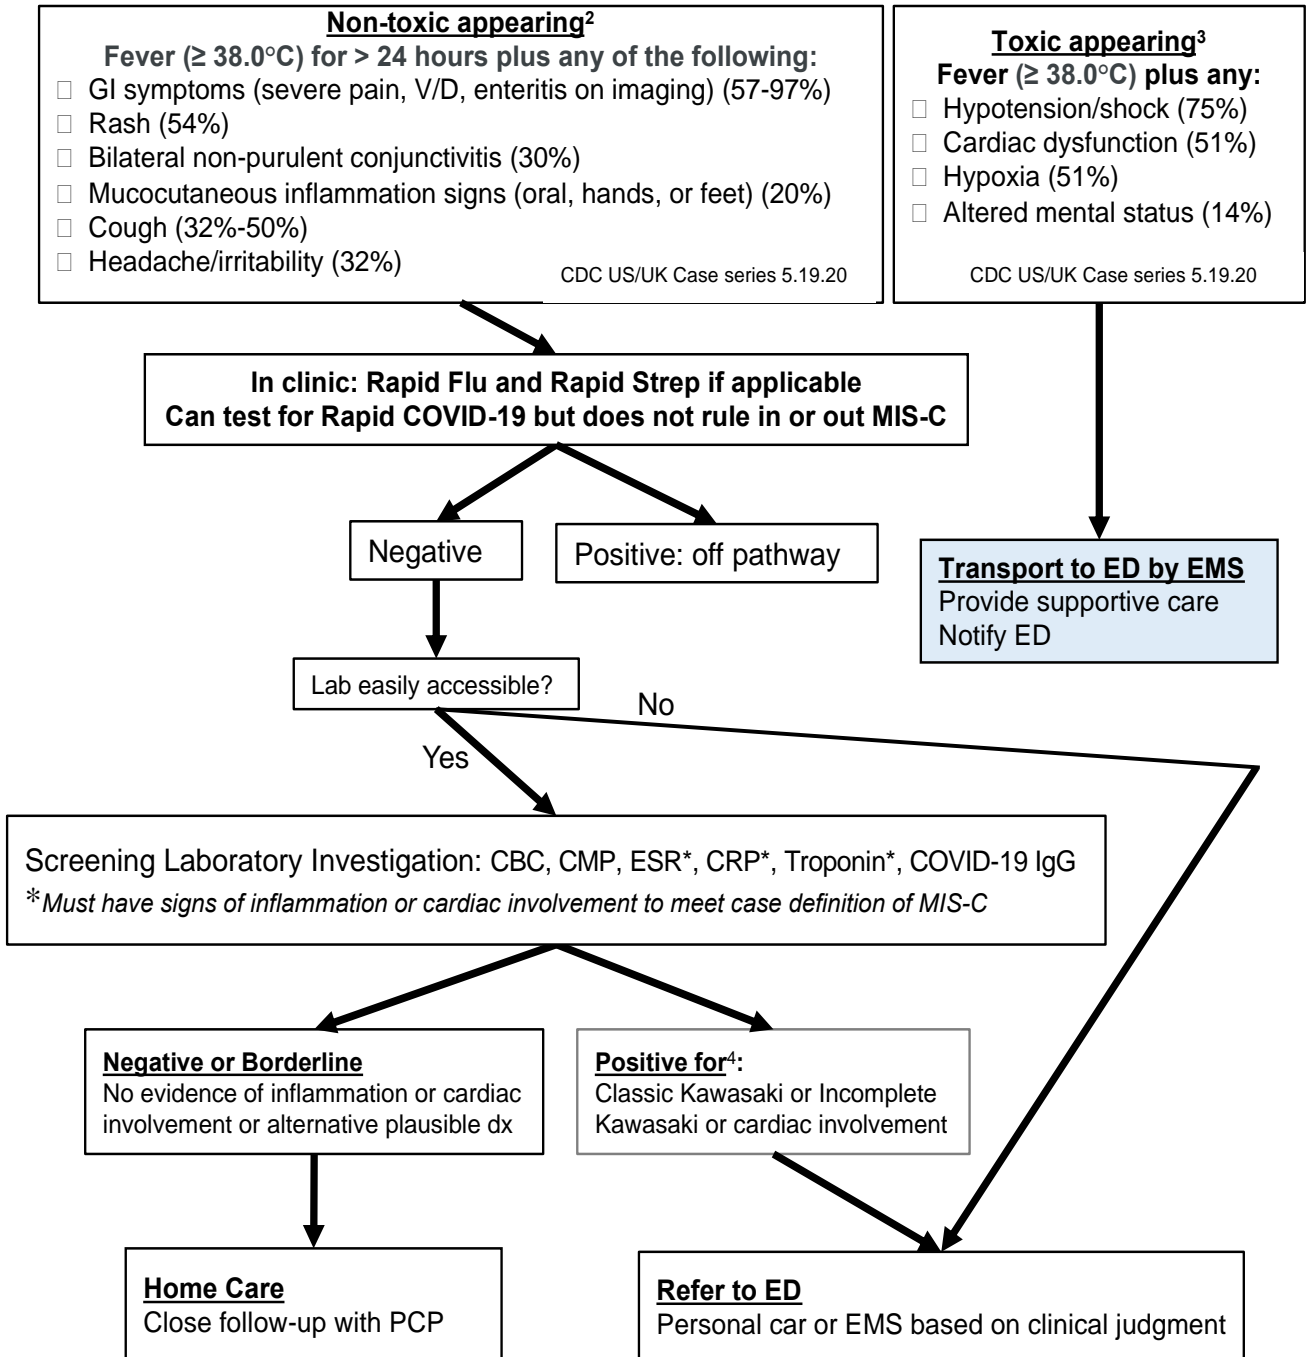 Non-toxic appearing²
Fever (≥ 38.0°C) for > 24 hours plus any of the following:
□ GI symptoms (severe pain, V/D, enteritis on imaging) (57-97%)
□ Rash (54%)
□ Bilateral non-purulent conjunctivitis (30%)
□ Mucocutaneous inflammation signs (oral, hands, or feet) (20%)
□ Cough (32%-50%)
□ Headache/irritability (32%)
CDC US/UK Case series 5.19.20
Toxic appearing³
Fever (≥ 38.0°C) plus any:
□ Hypotension/shock (75%)
□ Cardiac dysfunction (51%)
□ Hypoxia (51%)
□ Altered mental status (14%)
CDC US/UK Case series 5.19.20
In clinic: Rapid Flu and Rapid Strep if applicable
Can test for Rapid COVID-19 but does not rule in or out MIS-C
Negative
Positive: off pathway
Transport to ED by EMS
Provide supportive care
Notify ED
Lab easily accessible?
No
Yes
Screening Laboratory Investigation: CBC, CMP, ESR*, CRP*, Troponin*, COVID-19 IgG
*Must have signs of inflammation or cardiac involvement to meet case definition of MIS-C
Negative or Borderline
No evidence of inflammation or cardiac
involvement or alternative plausible dx
Positive for⁴:
Classic Kawasaki or Incomplete
Kawasaki or cardiac involvement
Home Care
Close follow-up with PCP
Refer to ED
Personal car or EMS based on clinical judgment